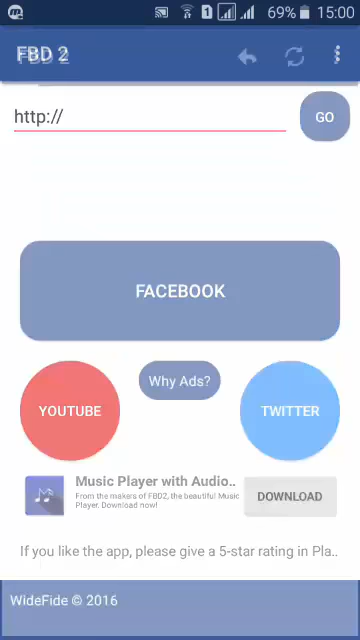 69% 15:00
FBD 2
http://
GO
FACEBOOK
YOUTUBE
Why Ads?
TWITTER
Music Player with Audio..
From the makers of FBD2, the beautiful Music
Player. Download now!
DOWNLOAD
If you like the app, please give a 5-star rating in Pla..
WideFide © 2016